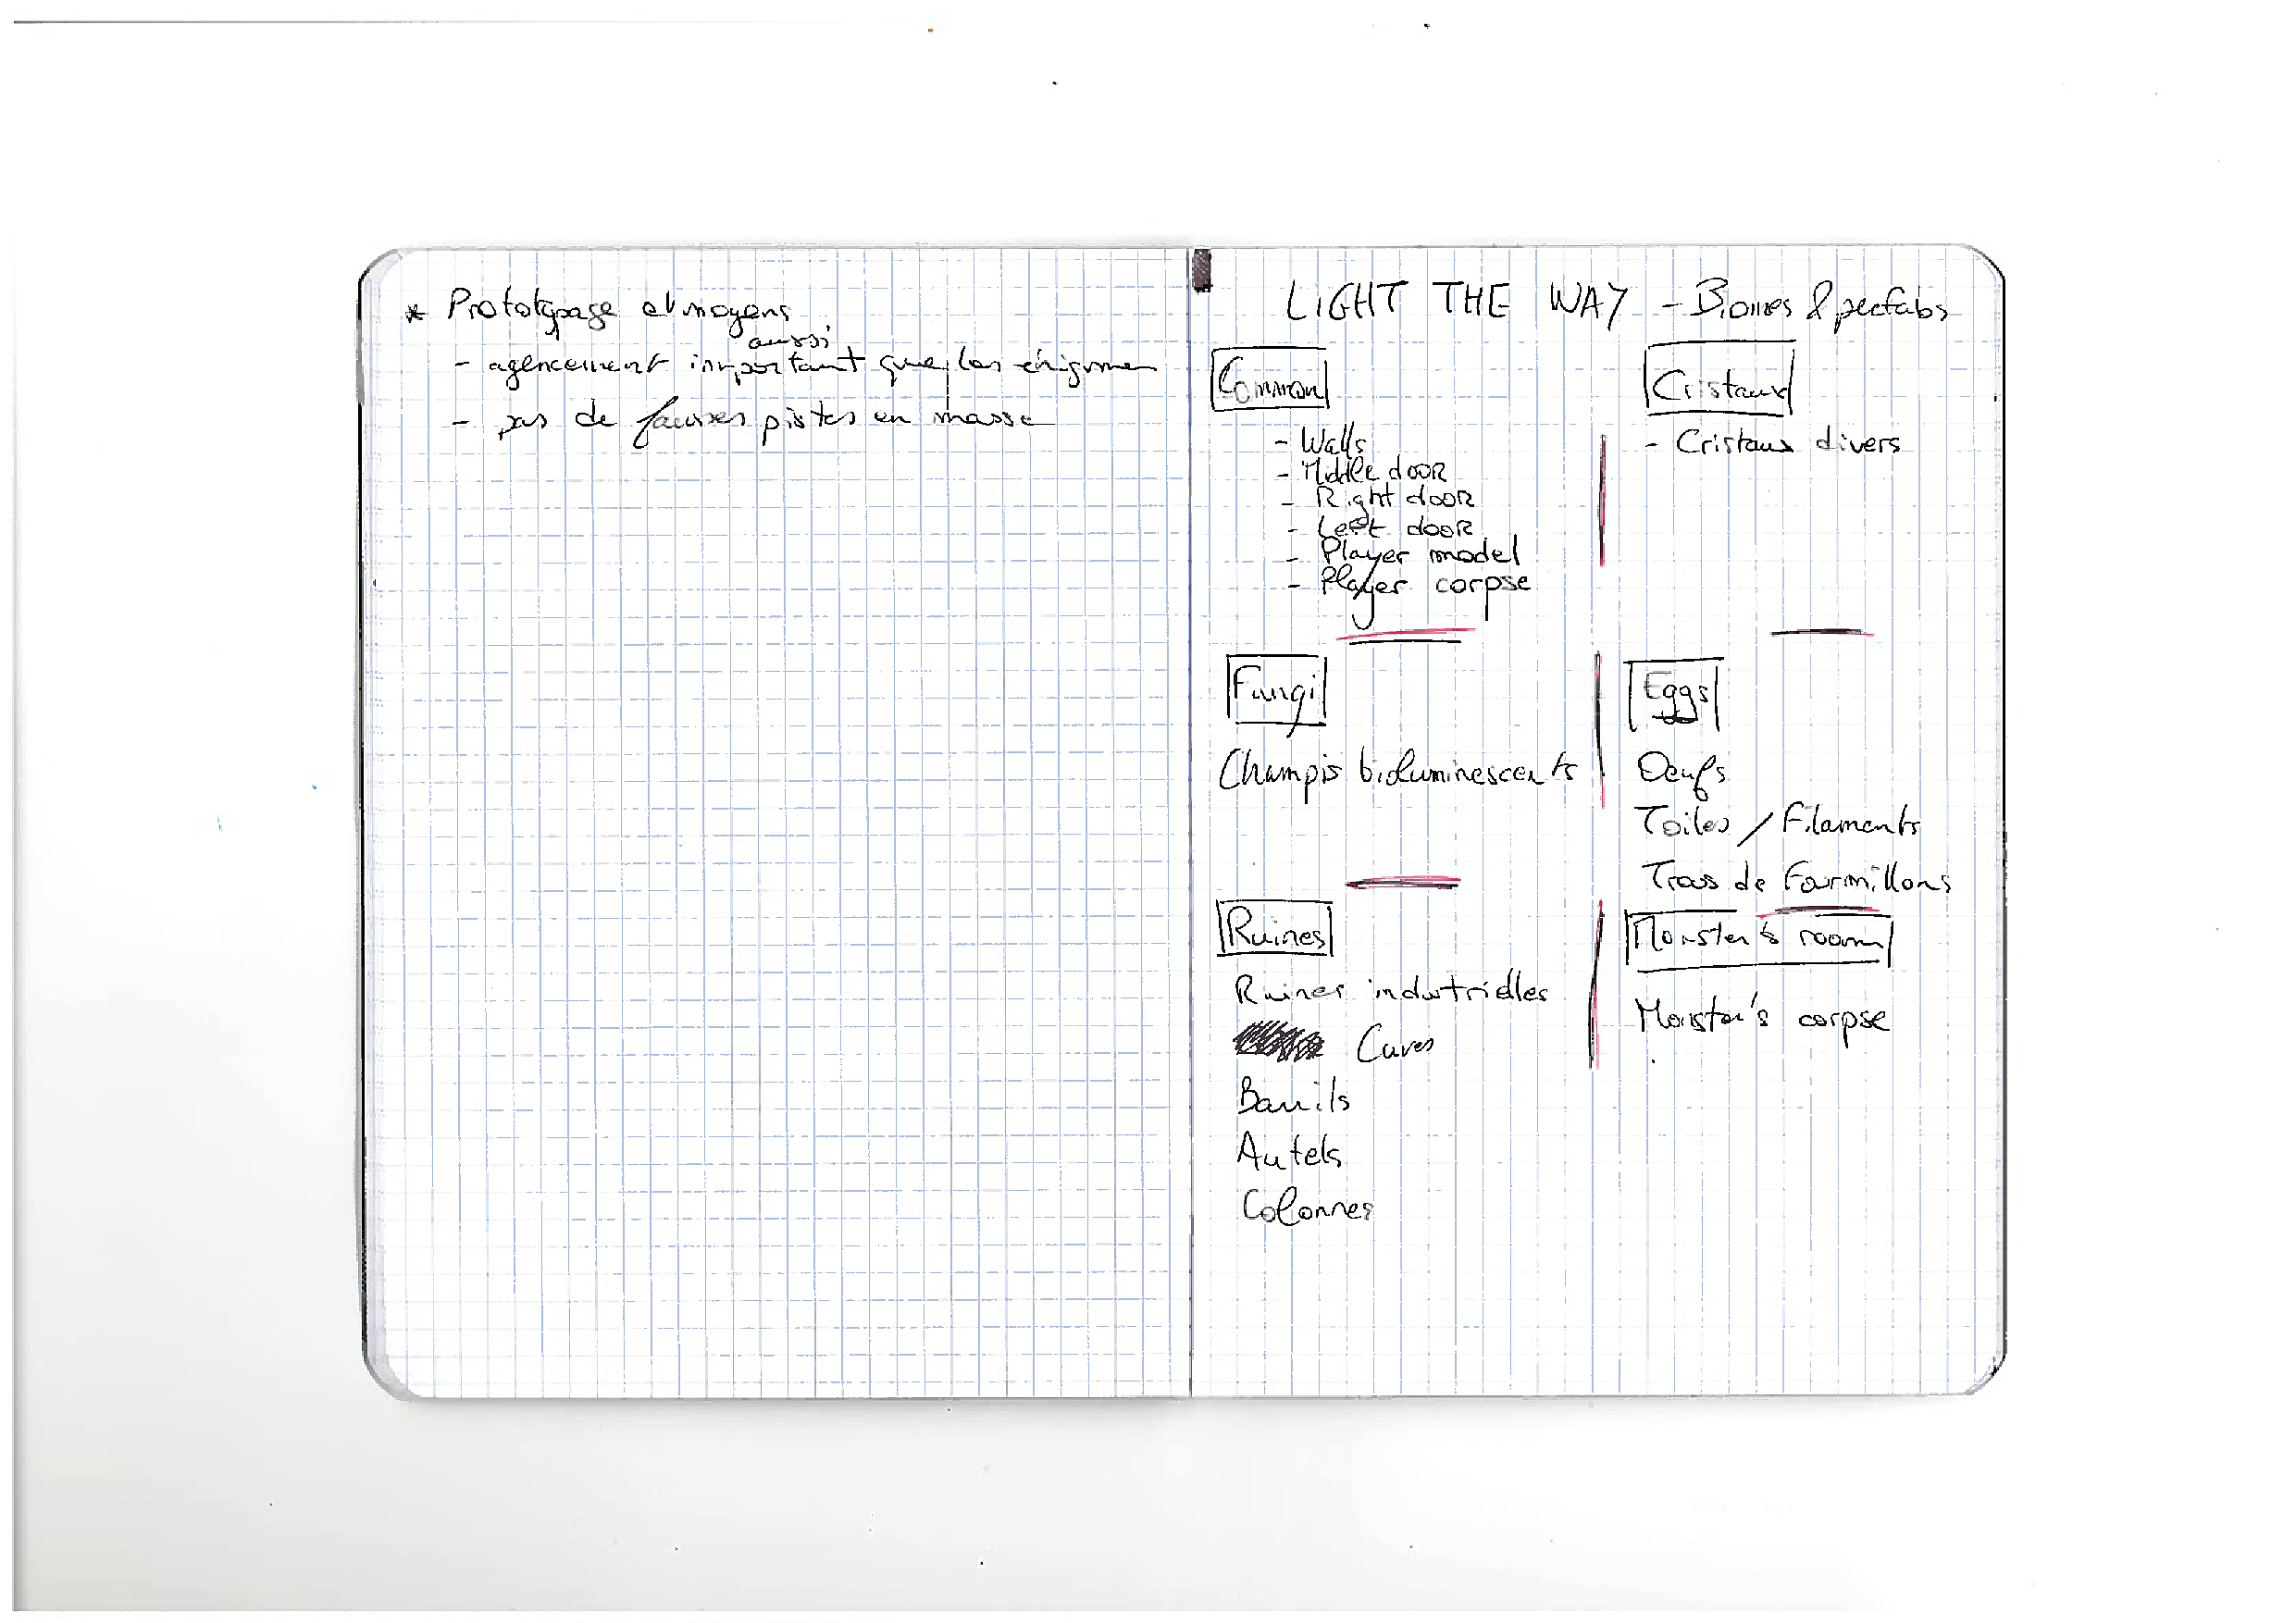 * Prototypage et moyens
aussi
- agencement important que les énigmes
- pas de fausses pistes en masse
LIGHT THE WAY - Biomes & prefabs
Common
- Walls
- Middle door
- Right door
- Left door
- Player model
- Player corpse
Cristaux
- Cristaux divers
Fungi
Champis bioluminescents
Eggs
Oeufs
Toiles / Filaments
Trous de fourmillons
Ruines
Ruines industrielles
Cuves
Barils
Autels
Colonnes
Monster's room
Monster's corpse